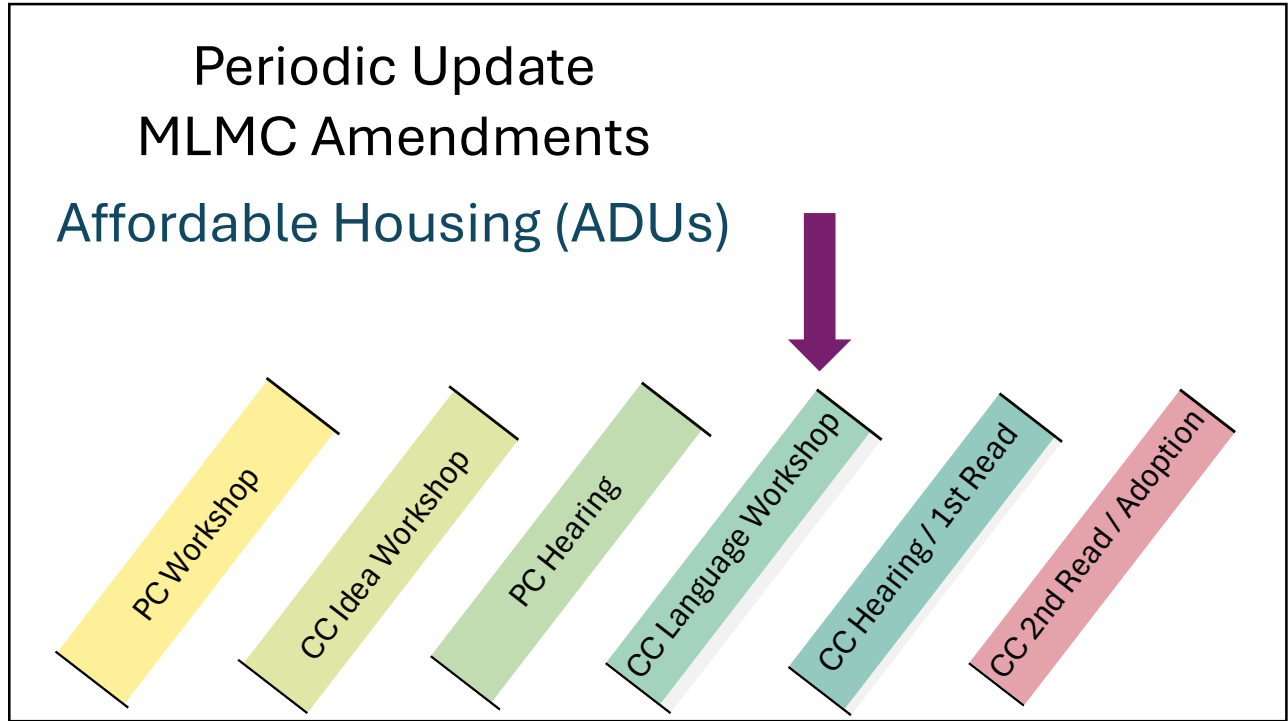 Periodic Update
MLMC Amendments
Affordable Housing (ADUs)
PC Workshop
CC Idea Workshop
PC Hearing
CC Language Workshop
CC Hearing / 1st Read
CC 2nd Read / Adoption